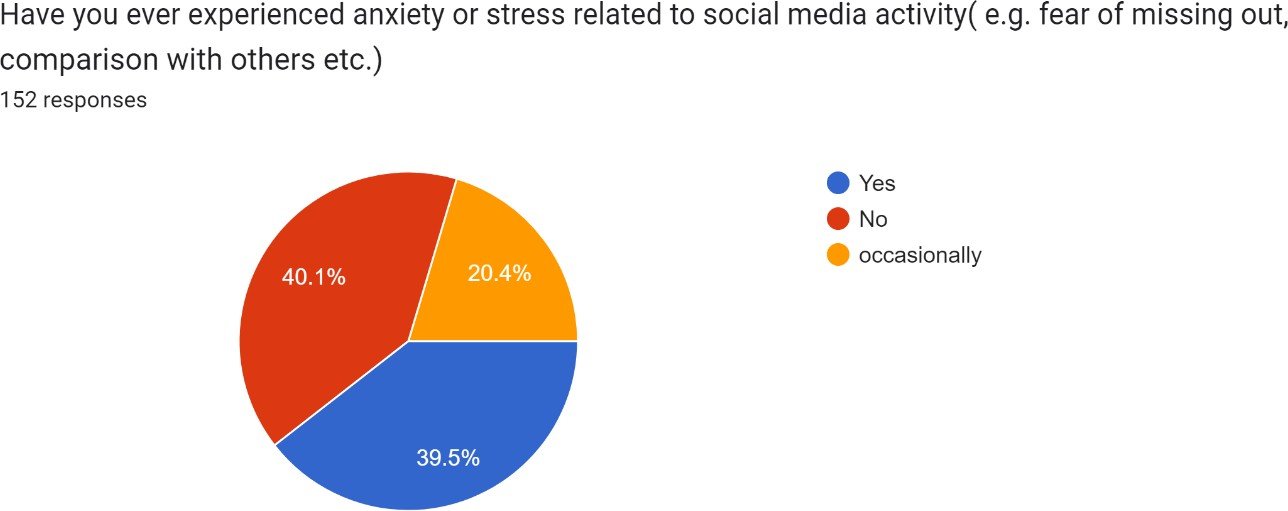 Have you ever experienced anxiety or stress related to social media activity( e.g. fear of missing out,
comparison with others etc.)
152 responses
Yes
No
occasionally
40.1%
20.4%
39.5%